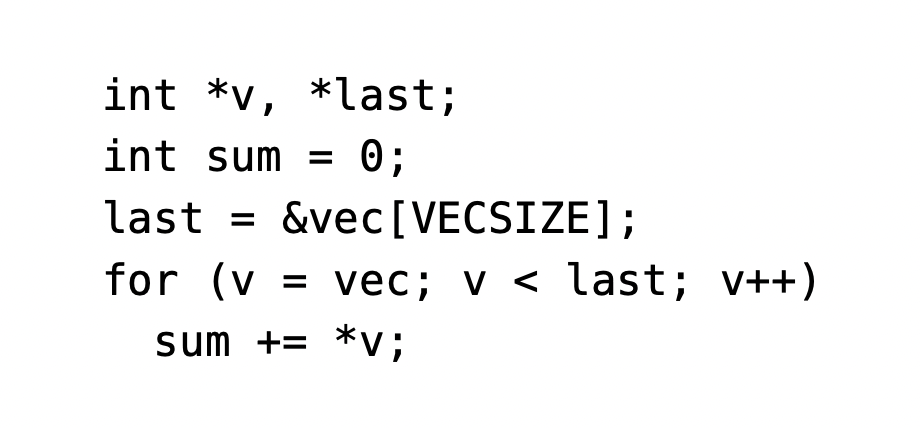 int *v, *last;
int sum = 0;
last = &vec[VECSIZE];
for (v = vec; v < last; v++)
  sum += *v;